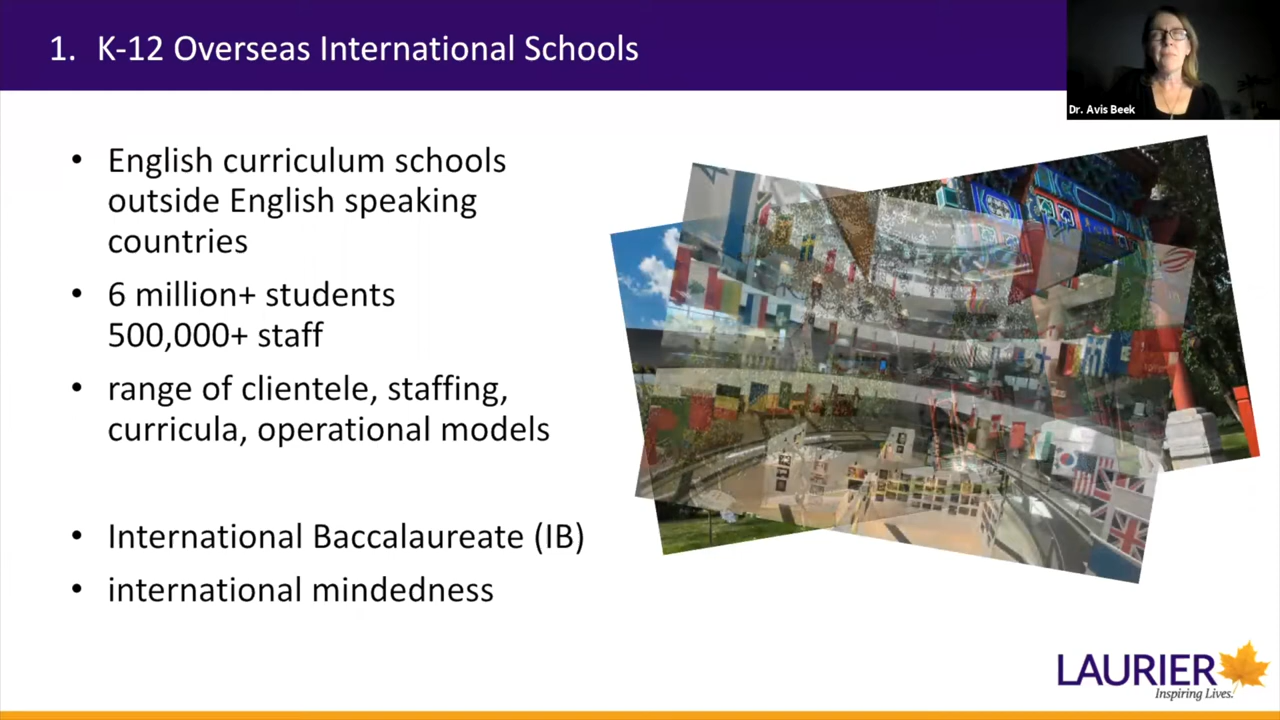 1. K-12 Overseas International Schools
Dr. Avis Beek
• English curriculum schools
outside English speaking
countries
• 6 million+ students
500,000+ staff
• range of clientele, staffing,
curricula, operational models
• International Baccalaureate (IB)
• international mindedness
LAURIER
Inspiring Lives.